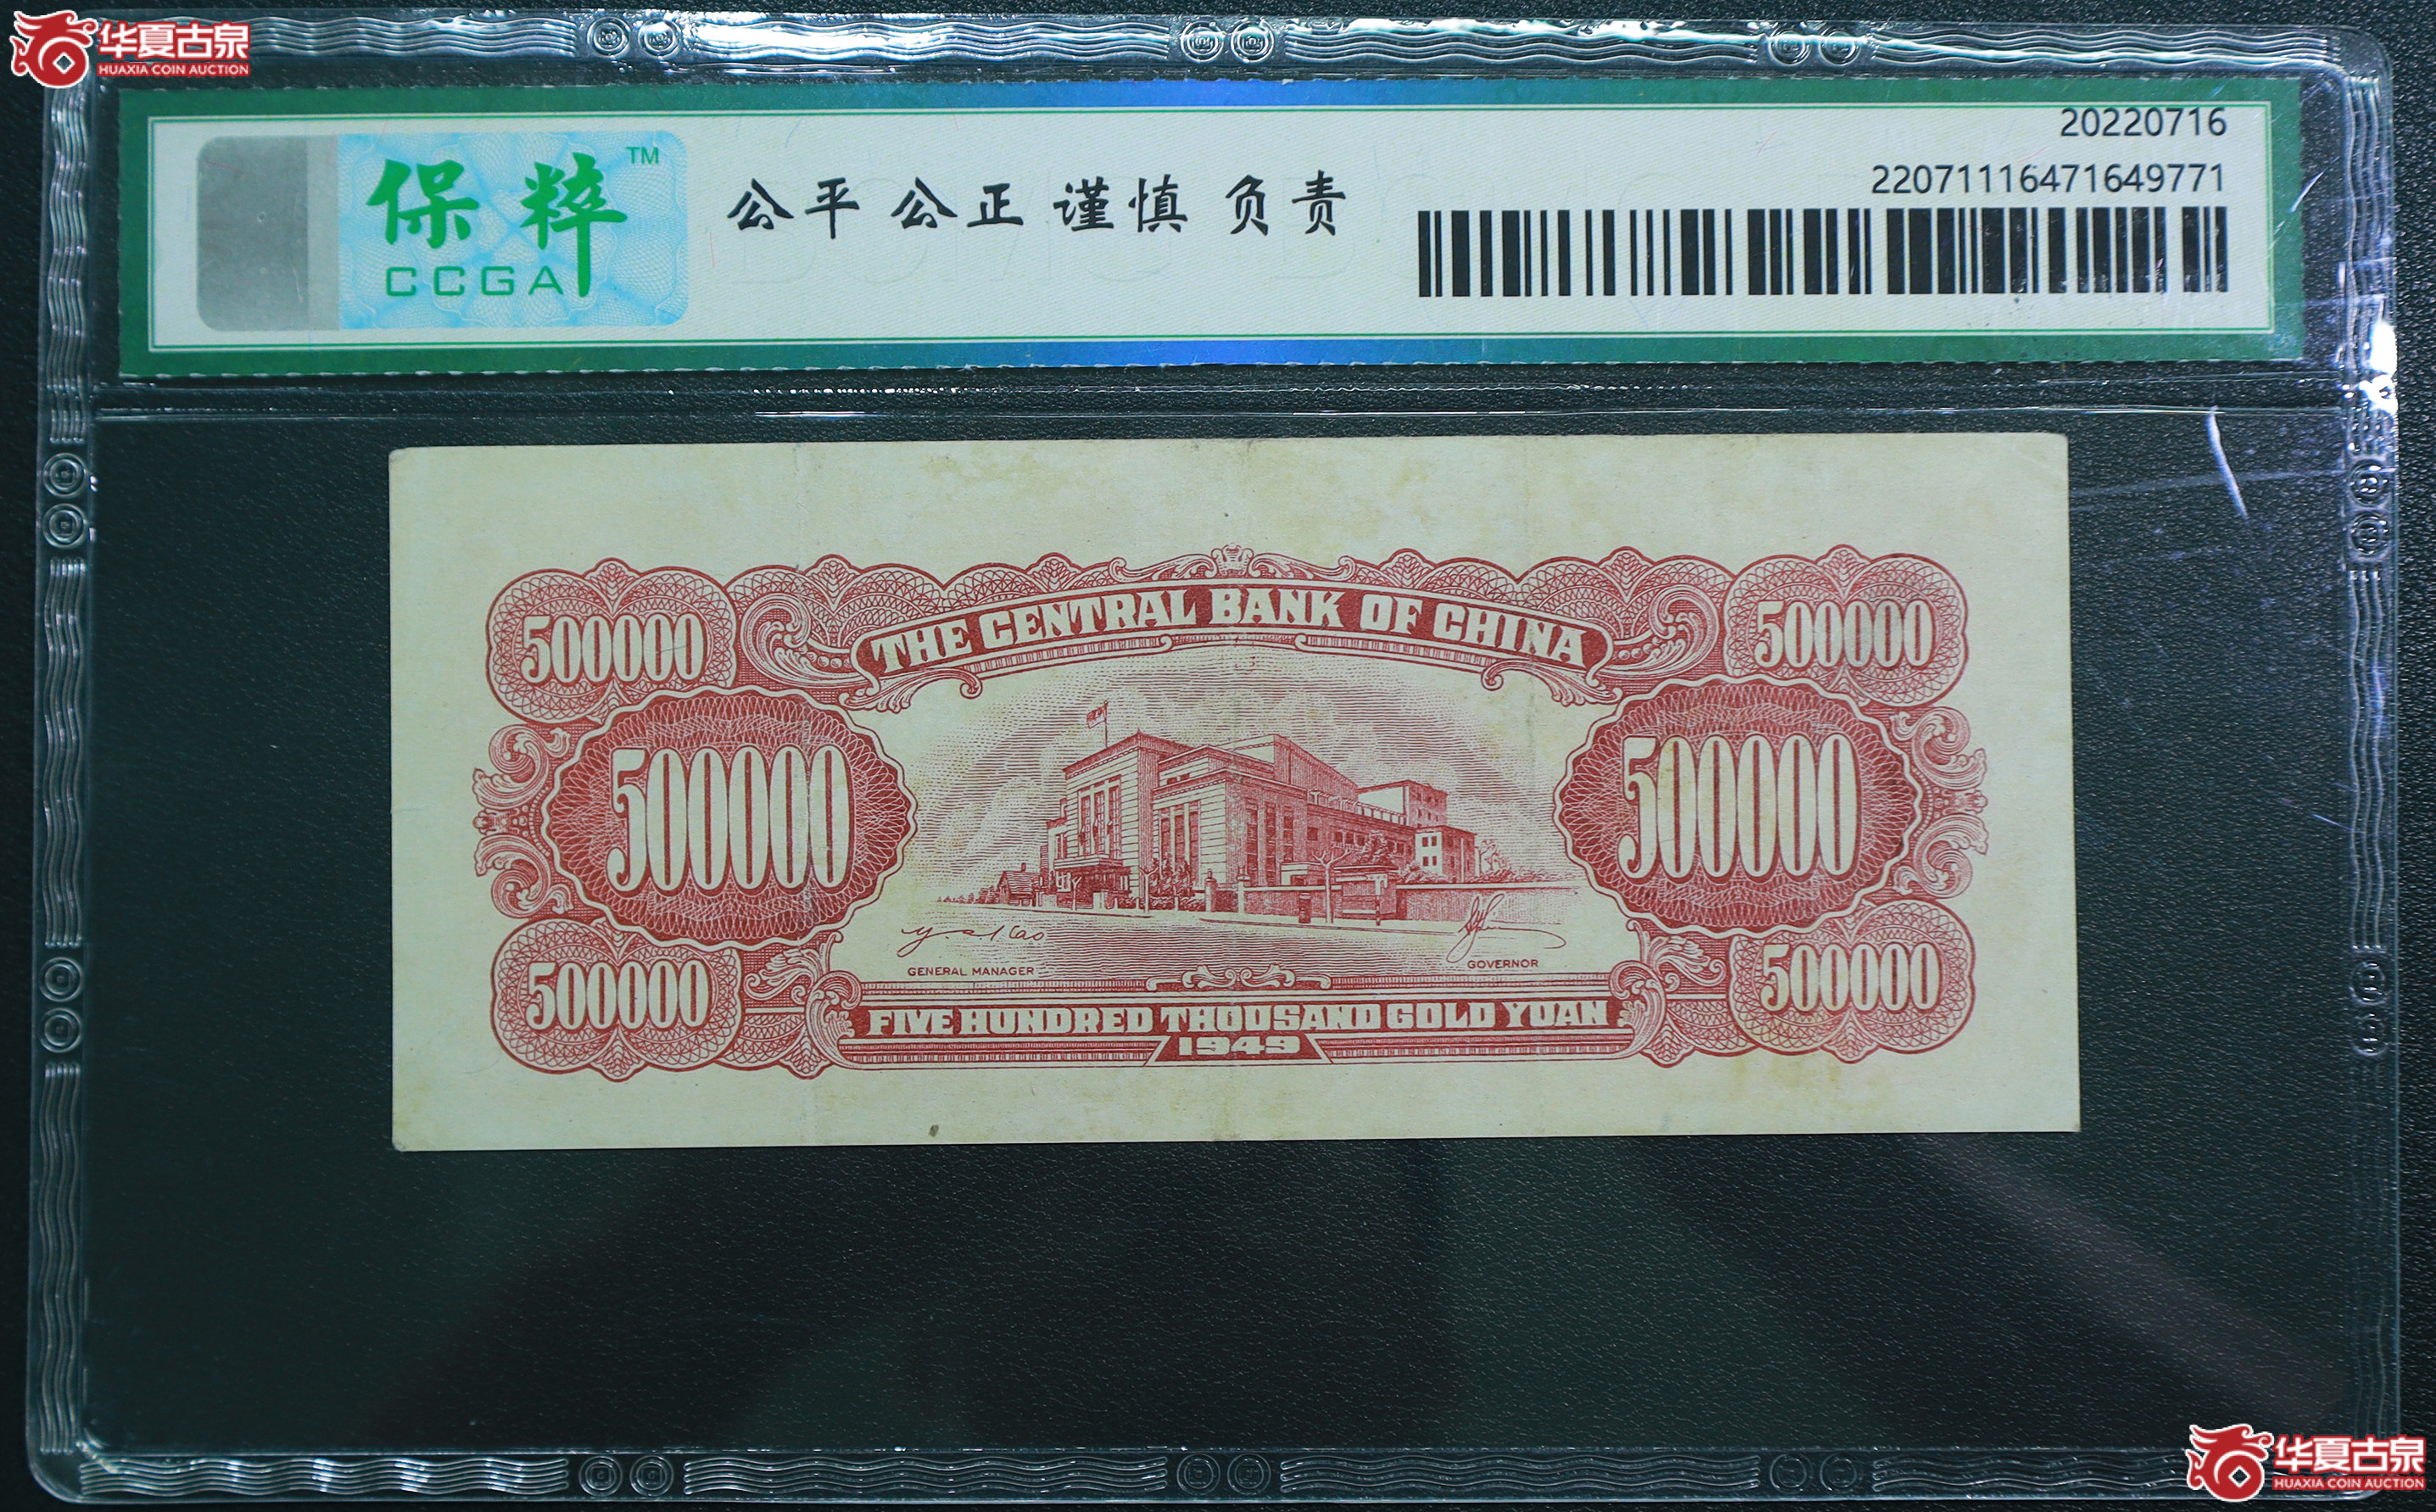 华夏古泉
HUAXIA COIN AUCTION
20220716
保粹 TM
CCGA
公平 公正 谨慎 负责
22071116471649771
THE CENTRAL BANK OF CHINA
500000
500000
500000
500000
GENERAL MANAGER
GOVERNOR
500000
500000
FIVE HUNDRED THOUSAND GOLD YUAN
1949
华夏古泉
HUAXIA COIN AUCTION